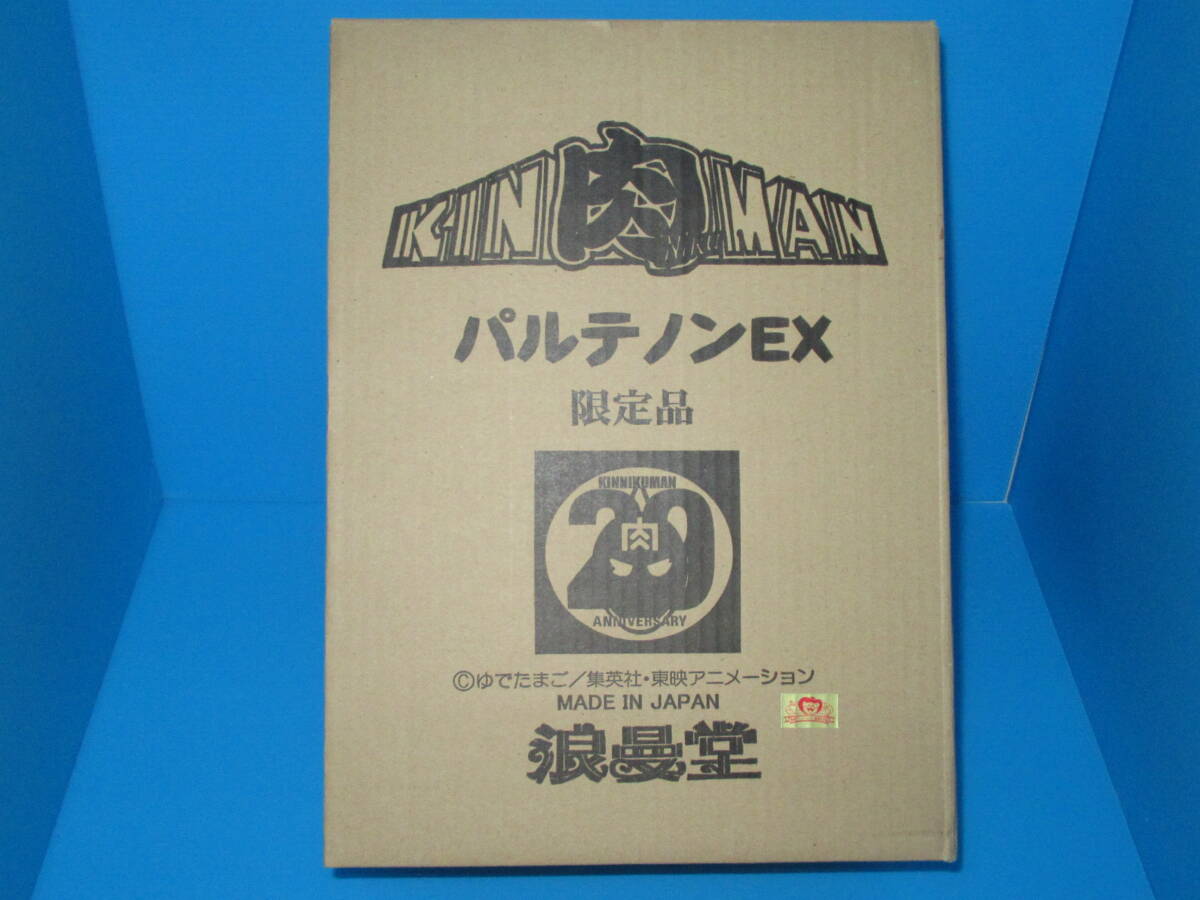 KIN肉MAN
パルテノンEX
限定品
KINNIKUMAN
20
肉
ANNIVERSARY
©ゆでたまご/集英社・東映アニメーション
MADE IN JAPAN
浪曼堂